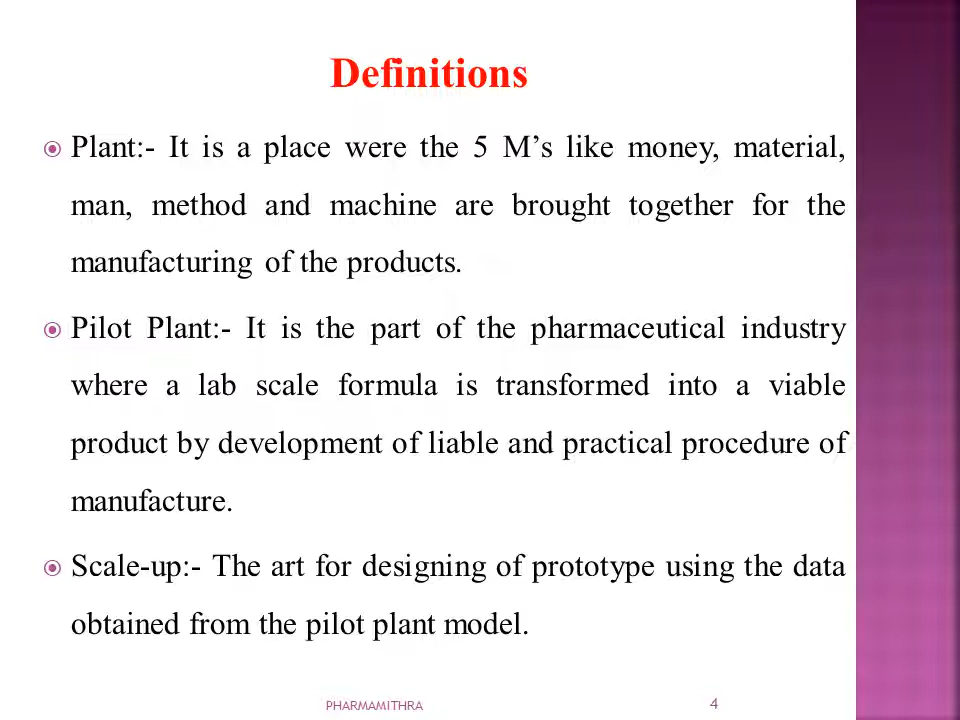 Definitions
Plant:- It is a place were the 5 M’s like money, material,
man, method and machine are brought together for the
manufacturing of the products.
Pilot Plant:- It is the part of the pharmaceutical industry
where a lab scale formula is transformed into a viable
product by development of liable and practical procedure of
manufacture.
Scale-up:- The art for designing of prototype using the data
obtained from the pilot plant model.
PHARMAMITHRA 4